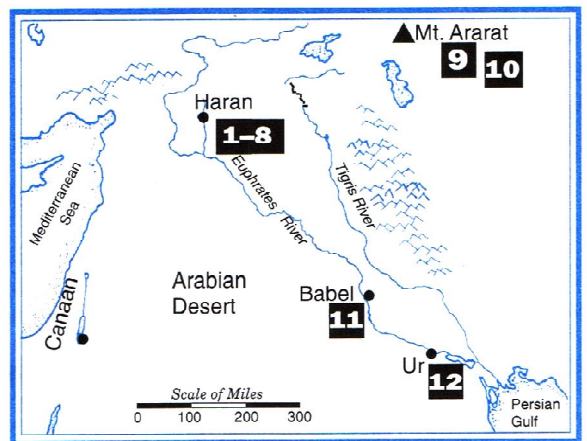 Mt. Ararat
9
10
Haran
1–8
Mediterranean
Sea
Euphrates
River
Tigris River
Arabian
Desert
Babel
11
Canaan
Ur
12
Scale of Miles
0 100 200 300
Persian
Gulf